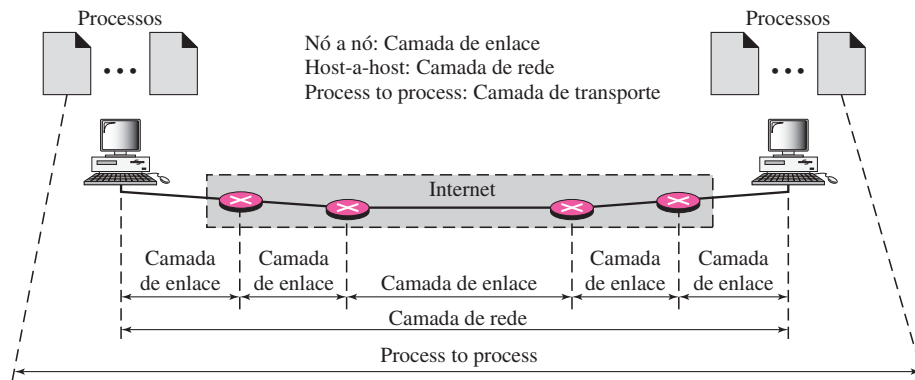 Processos
Processos
Nó a nó: Camada de enlace
Host-a-host: Camada de rede
Process to process: Camada de transporte
Internet
Camada
de enlace
Camada
de enlace
Camada de enlace
Camada
de enlace
Camada
de enlace
Camada de rede
Process to process